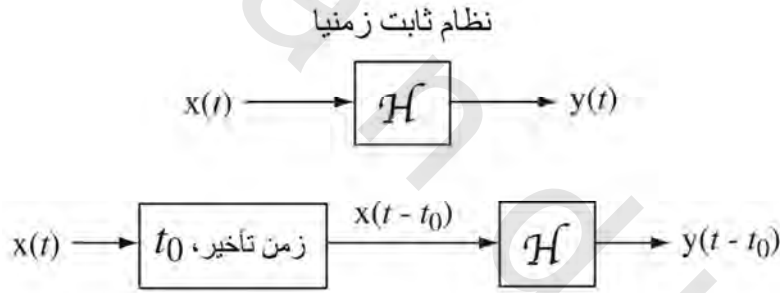 نظام ثابت زمنيا
x(t) H y(t)
x(t) زمن تأخير، t0 x(t - t0) H y(t - t0)